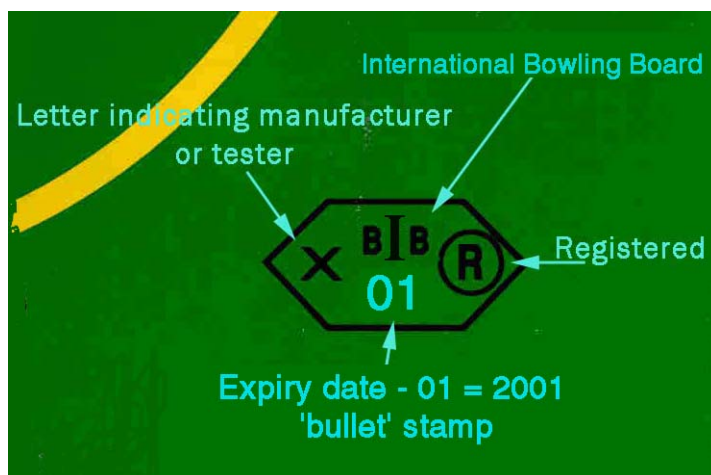 International Bowling Board
Letter indicating manufacturer
or tester
BIB
X
R
Registered
01
Expiry date - 01 = 2001
'bullet' stamp